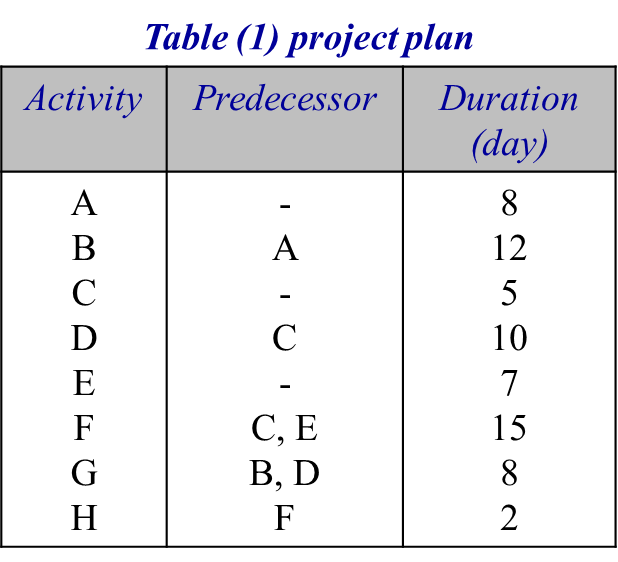 Table (1) project plan
Activity Predecessor Duration (day)
A - 8
B A 12
C - 5
D C 10
E - 7
F C, E 15
G B, D 8
H F 2